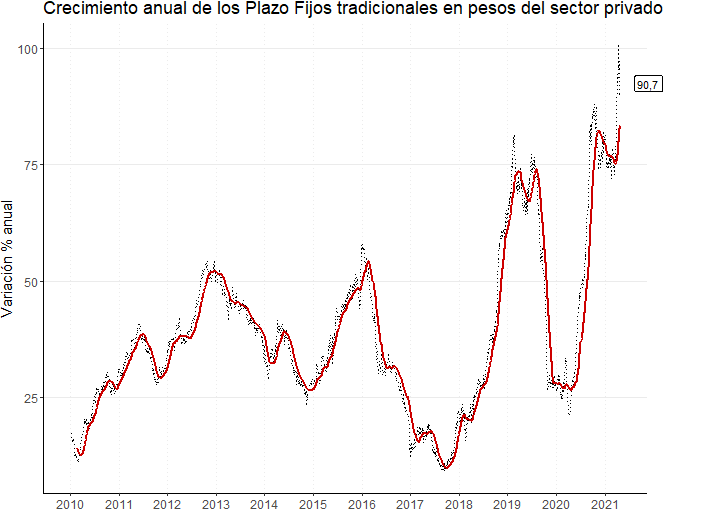 Crecimiento anual de los Plazo Fijos tradicionales en pesos del sector privado
Variación % anual
100
75
50
25
90,7
2010 2011 2012 2013 2014 2015 2016 2017 2018 2019 2020 2021